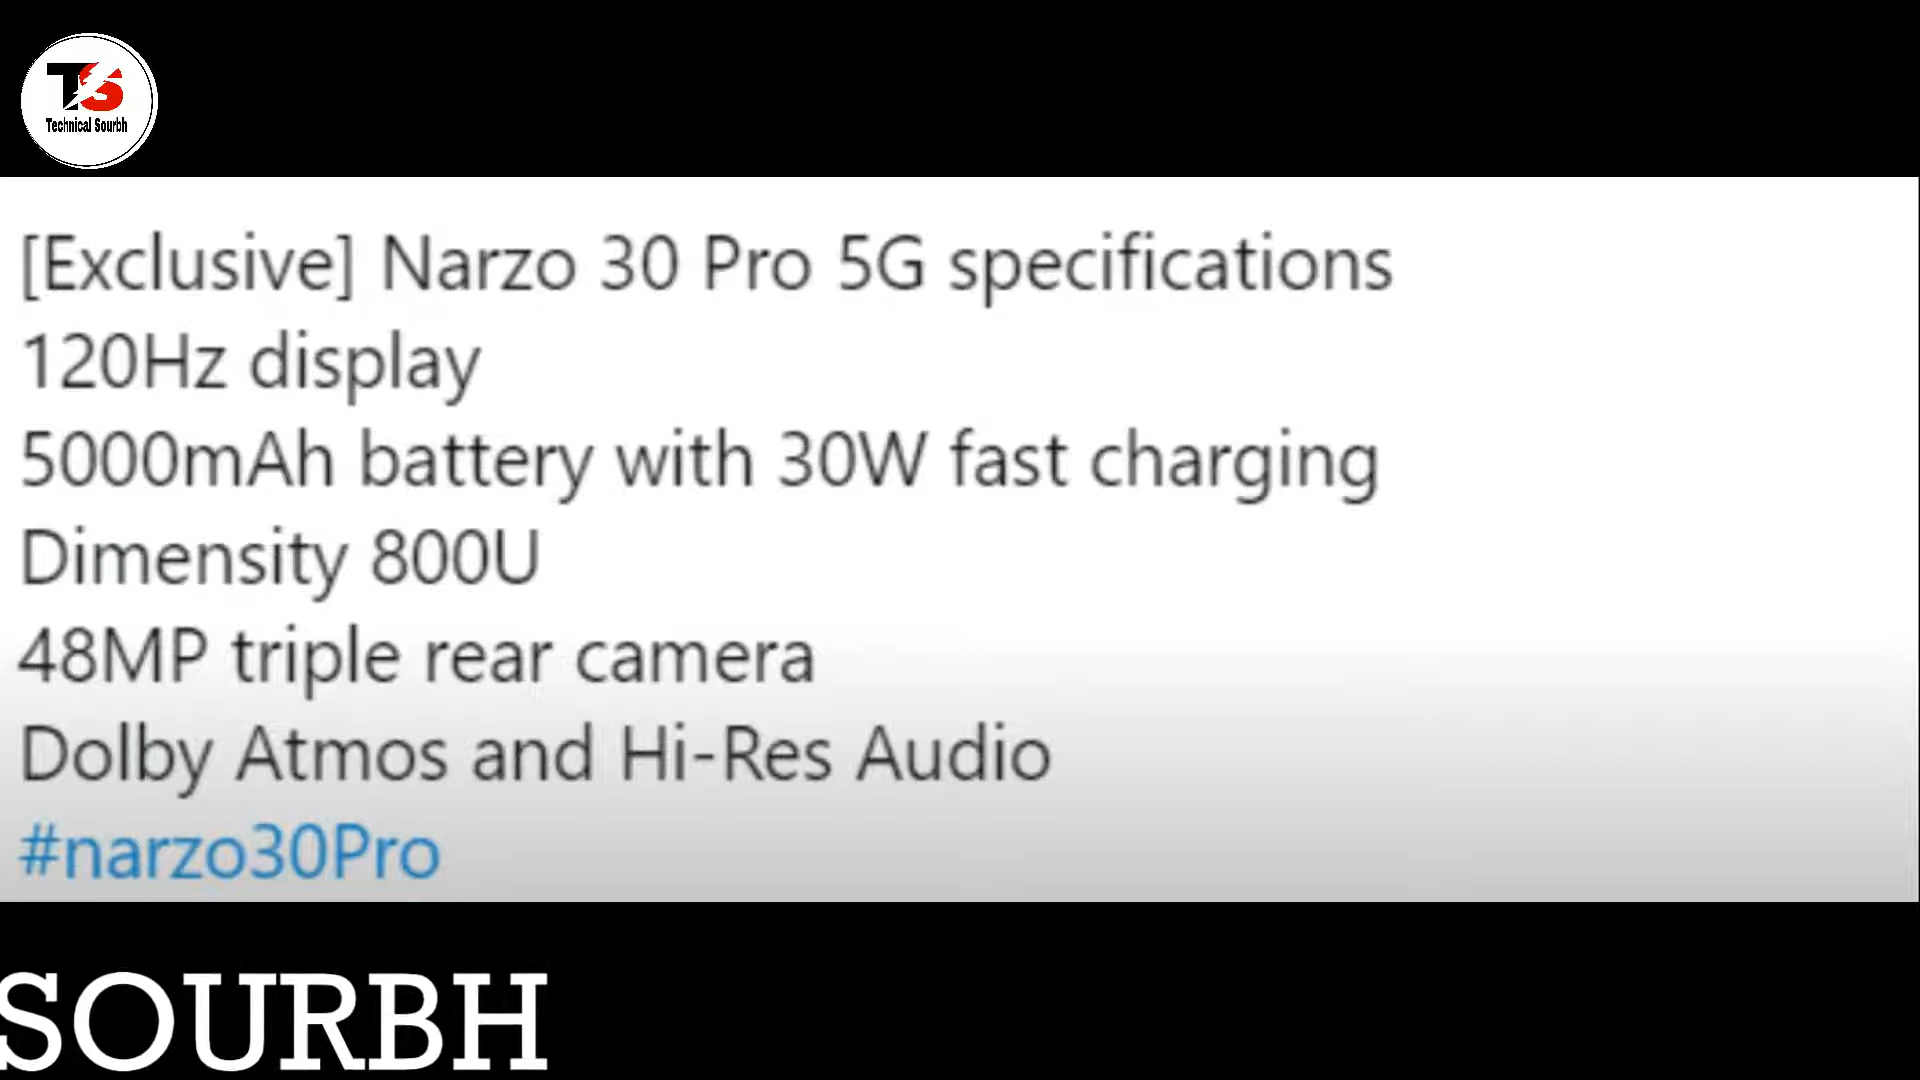 TS
Technical Sourbh
[Exclusive] Narzo 30 Pro 5G specifications
120Hz display
5000mAh battery with 30W fast charging
Dimensity 800U
48MP triple rear camera
Dolby Atmos and Hi-Res Audio
#narzo30Pro
SOURBH